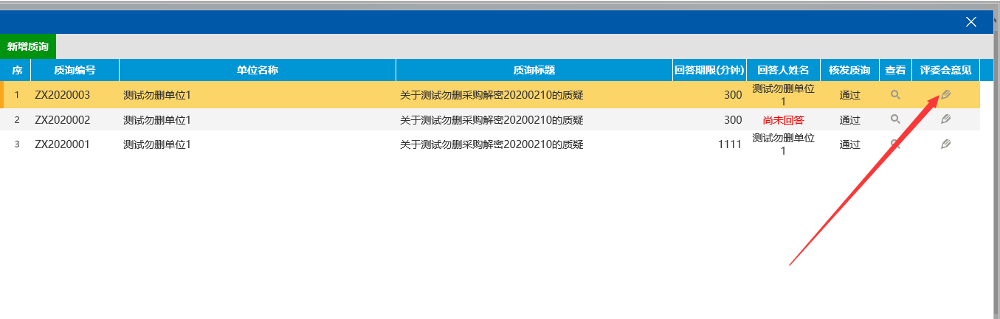 新增质询
序 质询编号 单位名称 质询标题 回答期限(分钟) 回答人姓名 核发质询 查看 评委会意见
1 ZX2020003 测试勿删单位1 关于测试勿删采购解密20200210的质疑 300 测试勿删单位 通过
1
2 ZX2020002 测试勿删单位1 关于测试勿删采购解密20200210的质疑 300 尚未回答 通过
3 ZX2020001 测试勿删单位1 关于测试勿删采购解密20200210的质疑 1111 测试勿删单位 通过
1